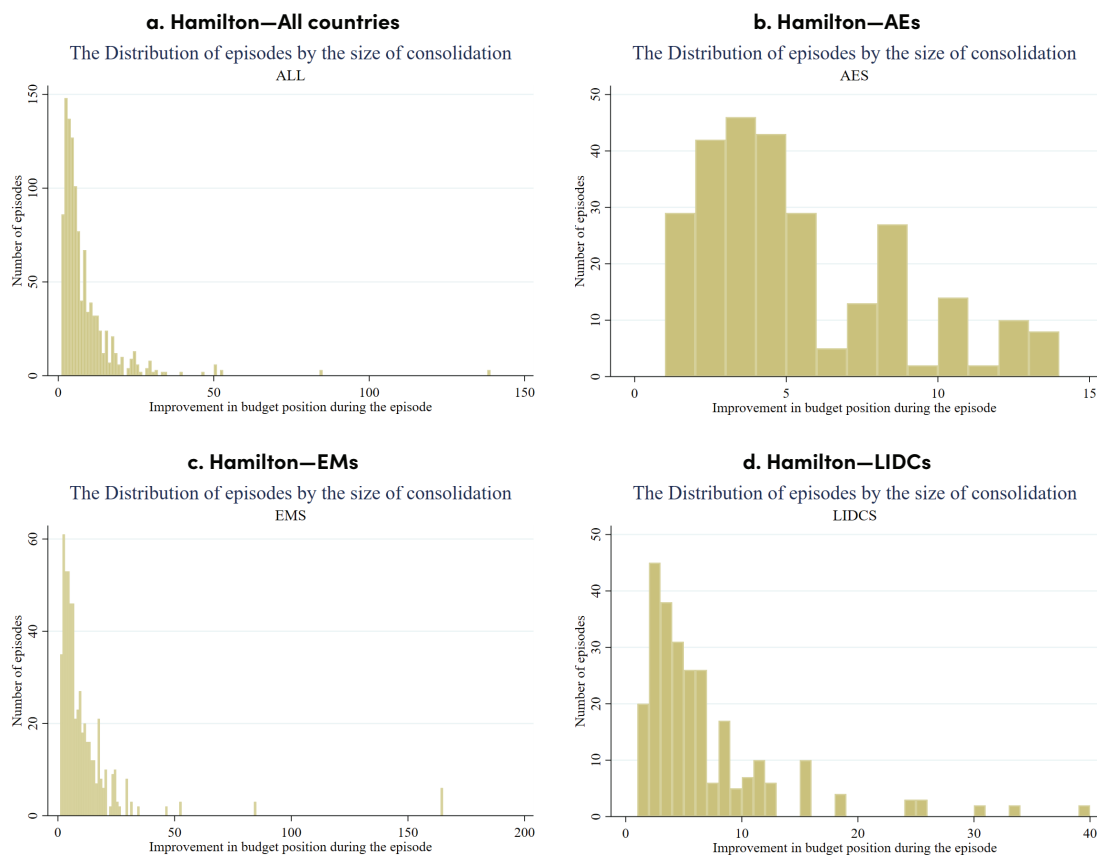 a. Hamilton—All countries
The Distribution of episodes by the size of consolidation
ALL
Number of episodes
150
100
50
0
0 50 100 150
Improvement in budget position during the episode
b. Hamilton—AEs
The Distribution of episodes by the size of consolidation
AES
Number of episodes
50
40
30
20
10
0
0 5 10 15
Improvement in budget position during the episode
c. Hamilton—EMs
The Distribution of episodes by the size of consolidation
EMS
Number of episodes
60
40
20
0
0 50 100 150 200
Improvement in budget position during the episode
d. Hamilton—LIDCs
The Distribution of episodes by the size of consolidation
LIDCS
Number of episodes
50
40
30
20
10
0
0 10 20 30 40
Improvement in budget position during the episode